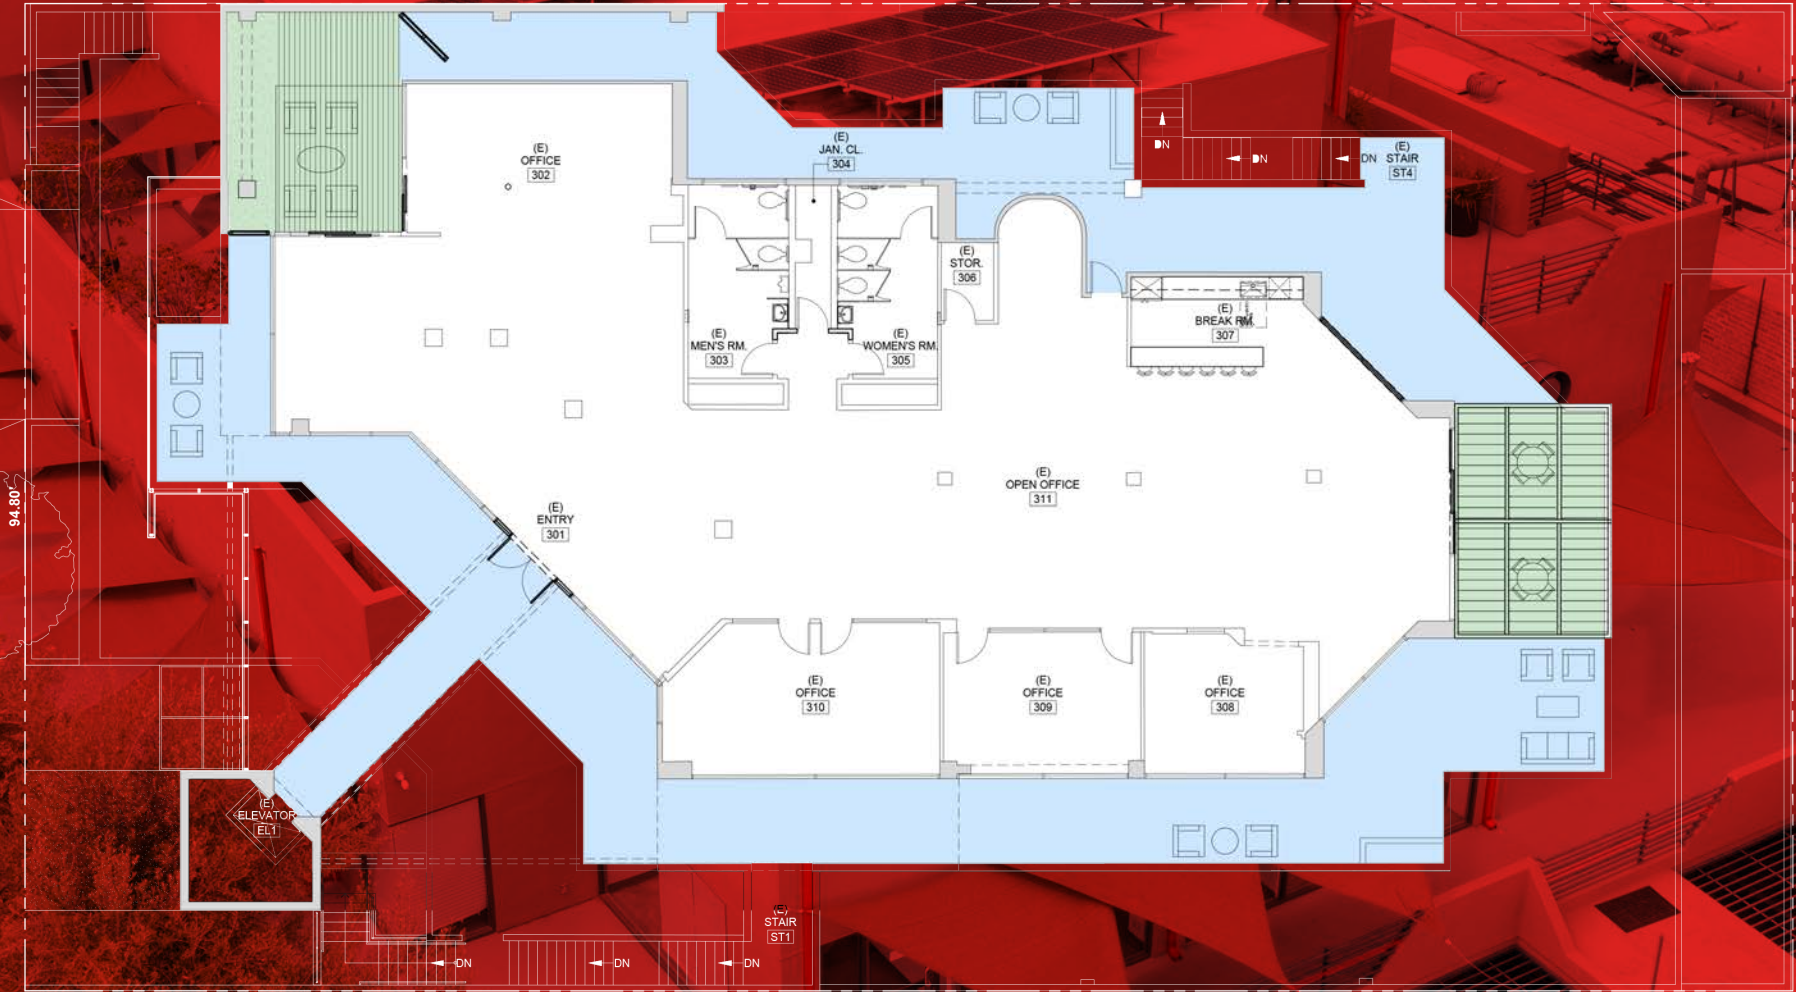 (E)
OFFICE
302
(E)
JAN. CL.
304
DN
DN
DN
(E)
STAIR
ST4
(E)
STOR.
306
(E)
MEN'S RM.
303
(E)
WOMEN'S RM.
305
(E)
BREAK RM.
307
94.80'
(E)
ENTRY
301
(E)
OPEN OFFICE
311
(E)
OFFICE
310
(E)
OFFICE
309
(E)
OFFICE
308
(E)
ELEVATOR
EL1
(E)
STAIR
ST1
DN
DN
DN